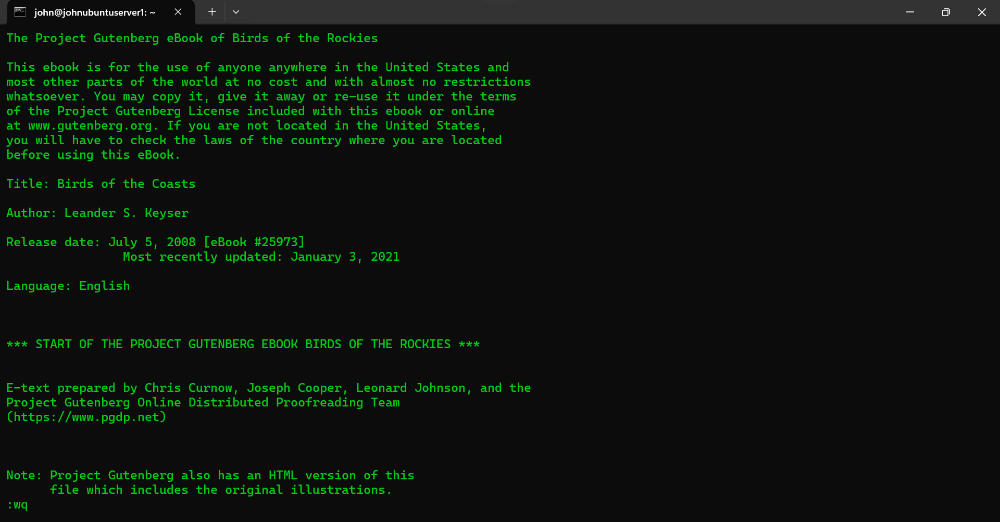 john@johnubuntuserver1: ~
The Project Gutenberg eBook of Birds of the Rockies
This ebook is for the use of anyone anywhere in the United States and
most other parts of the world at no cost and with almost no restrictions
whatsoever. You may copy it, give it away or re-use it under the terms
of the Project Gutenberg License included with this ebook or online
at www.gutenberg.org. If you are not located in the United States,
you will have to check the laws of the country where you are located
before using this eBook.
Title: Birds of the Coasts
Author: Leander S. Keyser
Release date: July 5, 2008 [eBook #25973]
Most recently updated: January 3, 2021
Language: English
*** START OF THE PROJECT GUTENBERG EBOOK BIRDS OF THE ROCKIES ***
E-text prepared by Chris Curnow, Joseph Cooper, Leonard Johnson, and the
Project Gutenberg Online Distributed Proofreading Team
(https://www.pgdp.net)
Note: Project Gutenberg also has an HTML version of this
file which includes the original illustrations.
:wq